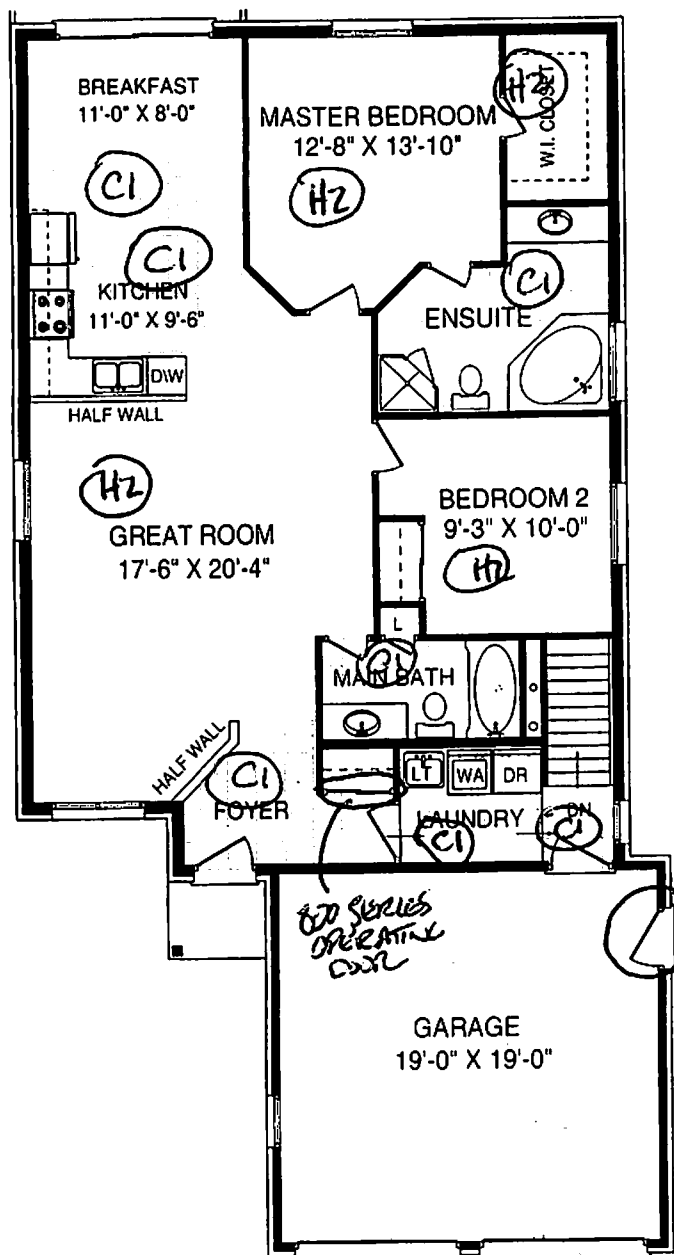 BREAKFAST
11'-0" X 8'-0"
MASTER BEDROOM
12'-8" X 13'-10"
H2
W.I. CLOSET
C1
H2
C1
KITCHEN
11'-0" X 9'-6"
C1
ENSUITE
D\W
HALF WALL
H2
GREAT ROOM
17'-6" X 20'-4"
BEDROOM 2
9'-3" X 10'-0"
H2
L
C1
MAIN BATH
HALF WALL
C1
FOYER
LT
WA
DR
LAUNDRY
C1
DN
C1
800 SERIES
OPERATING
DOOR
GARAGE
19'-0" X 19'-0"